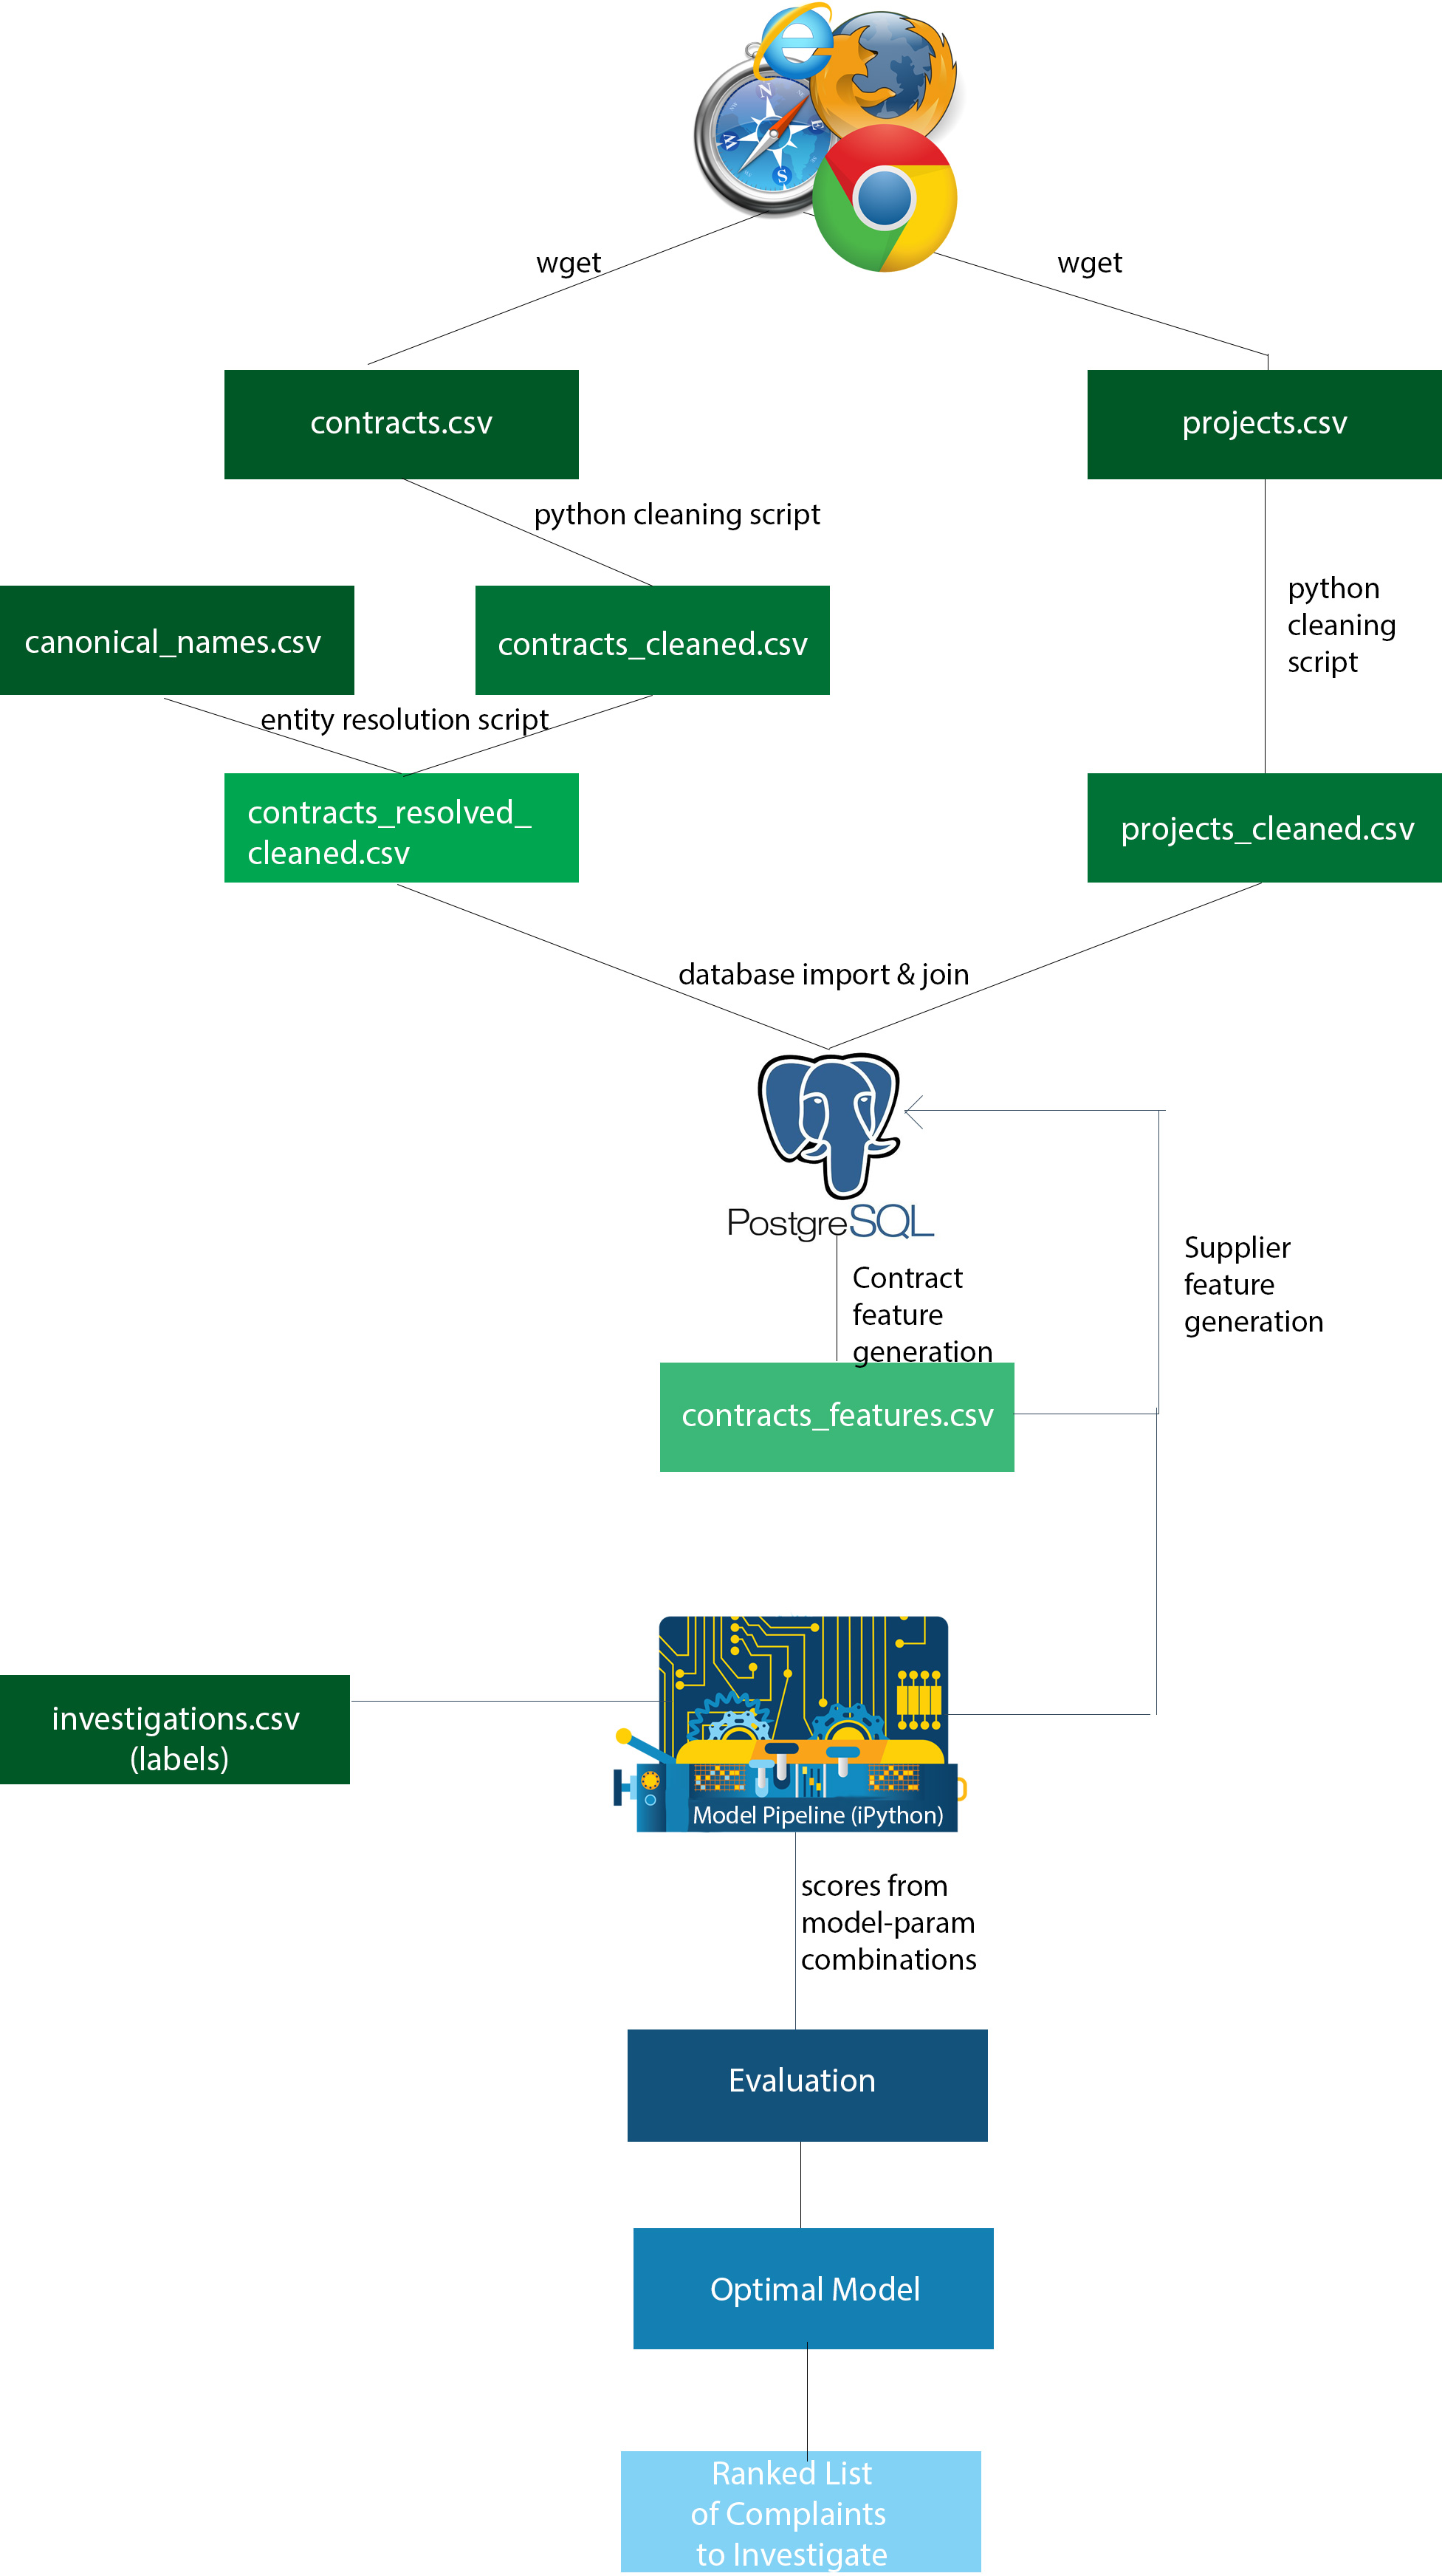 N
E
W
S
wget
wget
contracts.csv
projects.csv
python cleaning script
python
cleaning
script
canonical_names.csv
contracts_cleaned.csv
entity resolution script
contracts_resolved_
cleaned.csv
projects_cleaned.csv
database import & join
PostgreSQL
Contract
feature
generation
Supplier
feature
generation
contracts_features.csv
investigations.csv
(labels)
Model Pipeline (iPython)
scores from
model-param
combinations
Evaluation
Optimal Model
Ranked List
of Complaints
to Investigate